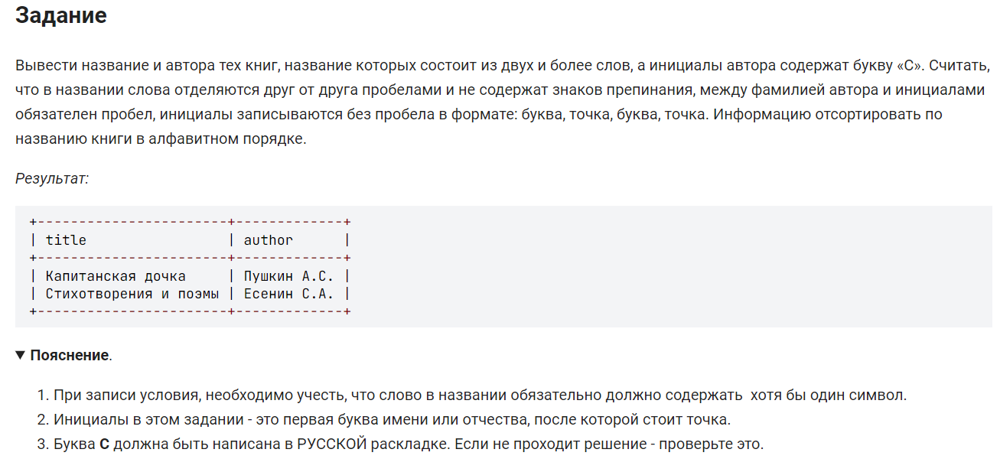 Задание
Вывести название и автора тех книг, название которых состоит из двух и более слов, а инициалы автора содержат букву «С». Считать,
что в названии слова отделяются друг от друга пробелами и не содержат знаков препинания, между фамилией автора и инициалами
обязателен пробел, инициалы записываются без пробела в формате: буква, точка, буква, точка. Информацию отсортировать по
названию книги в алфавитном порядке.
Результат:
+-----------------------+-------------+
| title                 | author      |
+-----------------------+-------------+
| Капитанская дочка     | Пушкин А.С. |
| Стихотворения и поэмы | Есенин С.А. |
+-----------------------+-------------+
▼ Пояснение.
1. При записи условия, необходимо учесть, что слово в названии обязательно должно содержать  хотя бы один символ.
2. Инициалы в этом задании - это первая буква имени или отчества, после которой стоит точка.
3. Буква С должна быть написана в РУССКОЙ раскладке. Если не проходит решение - проверьте это.